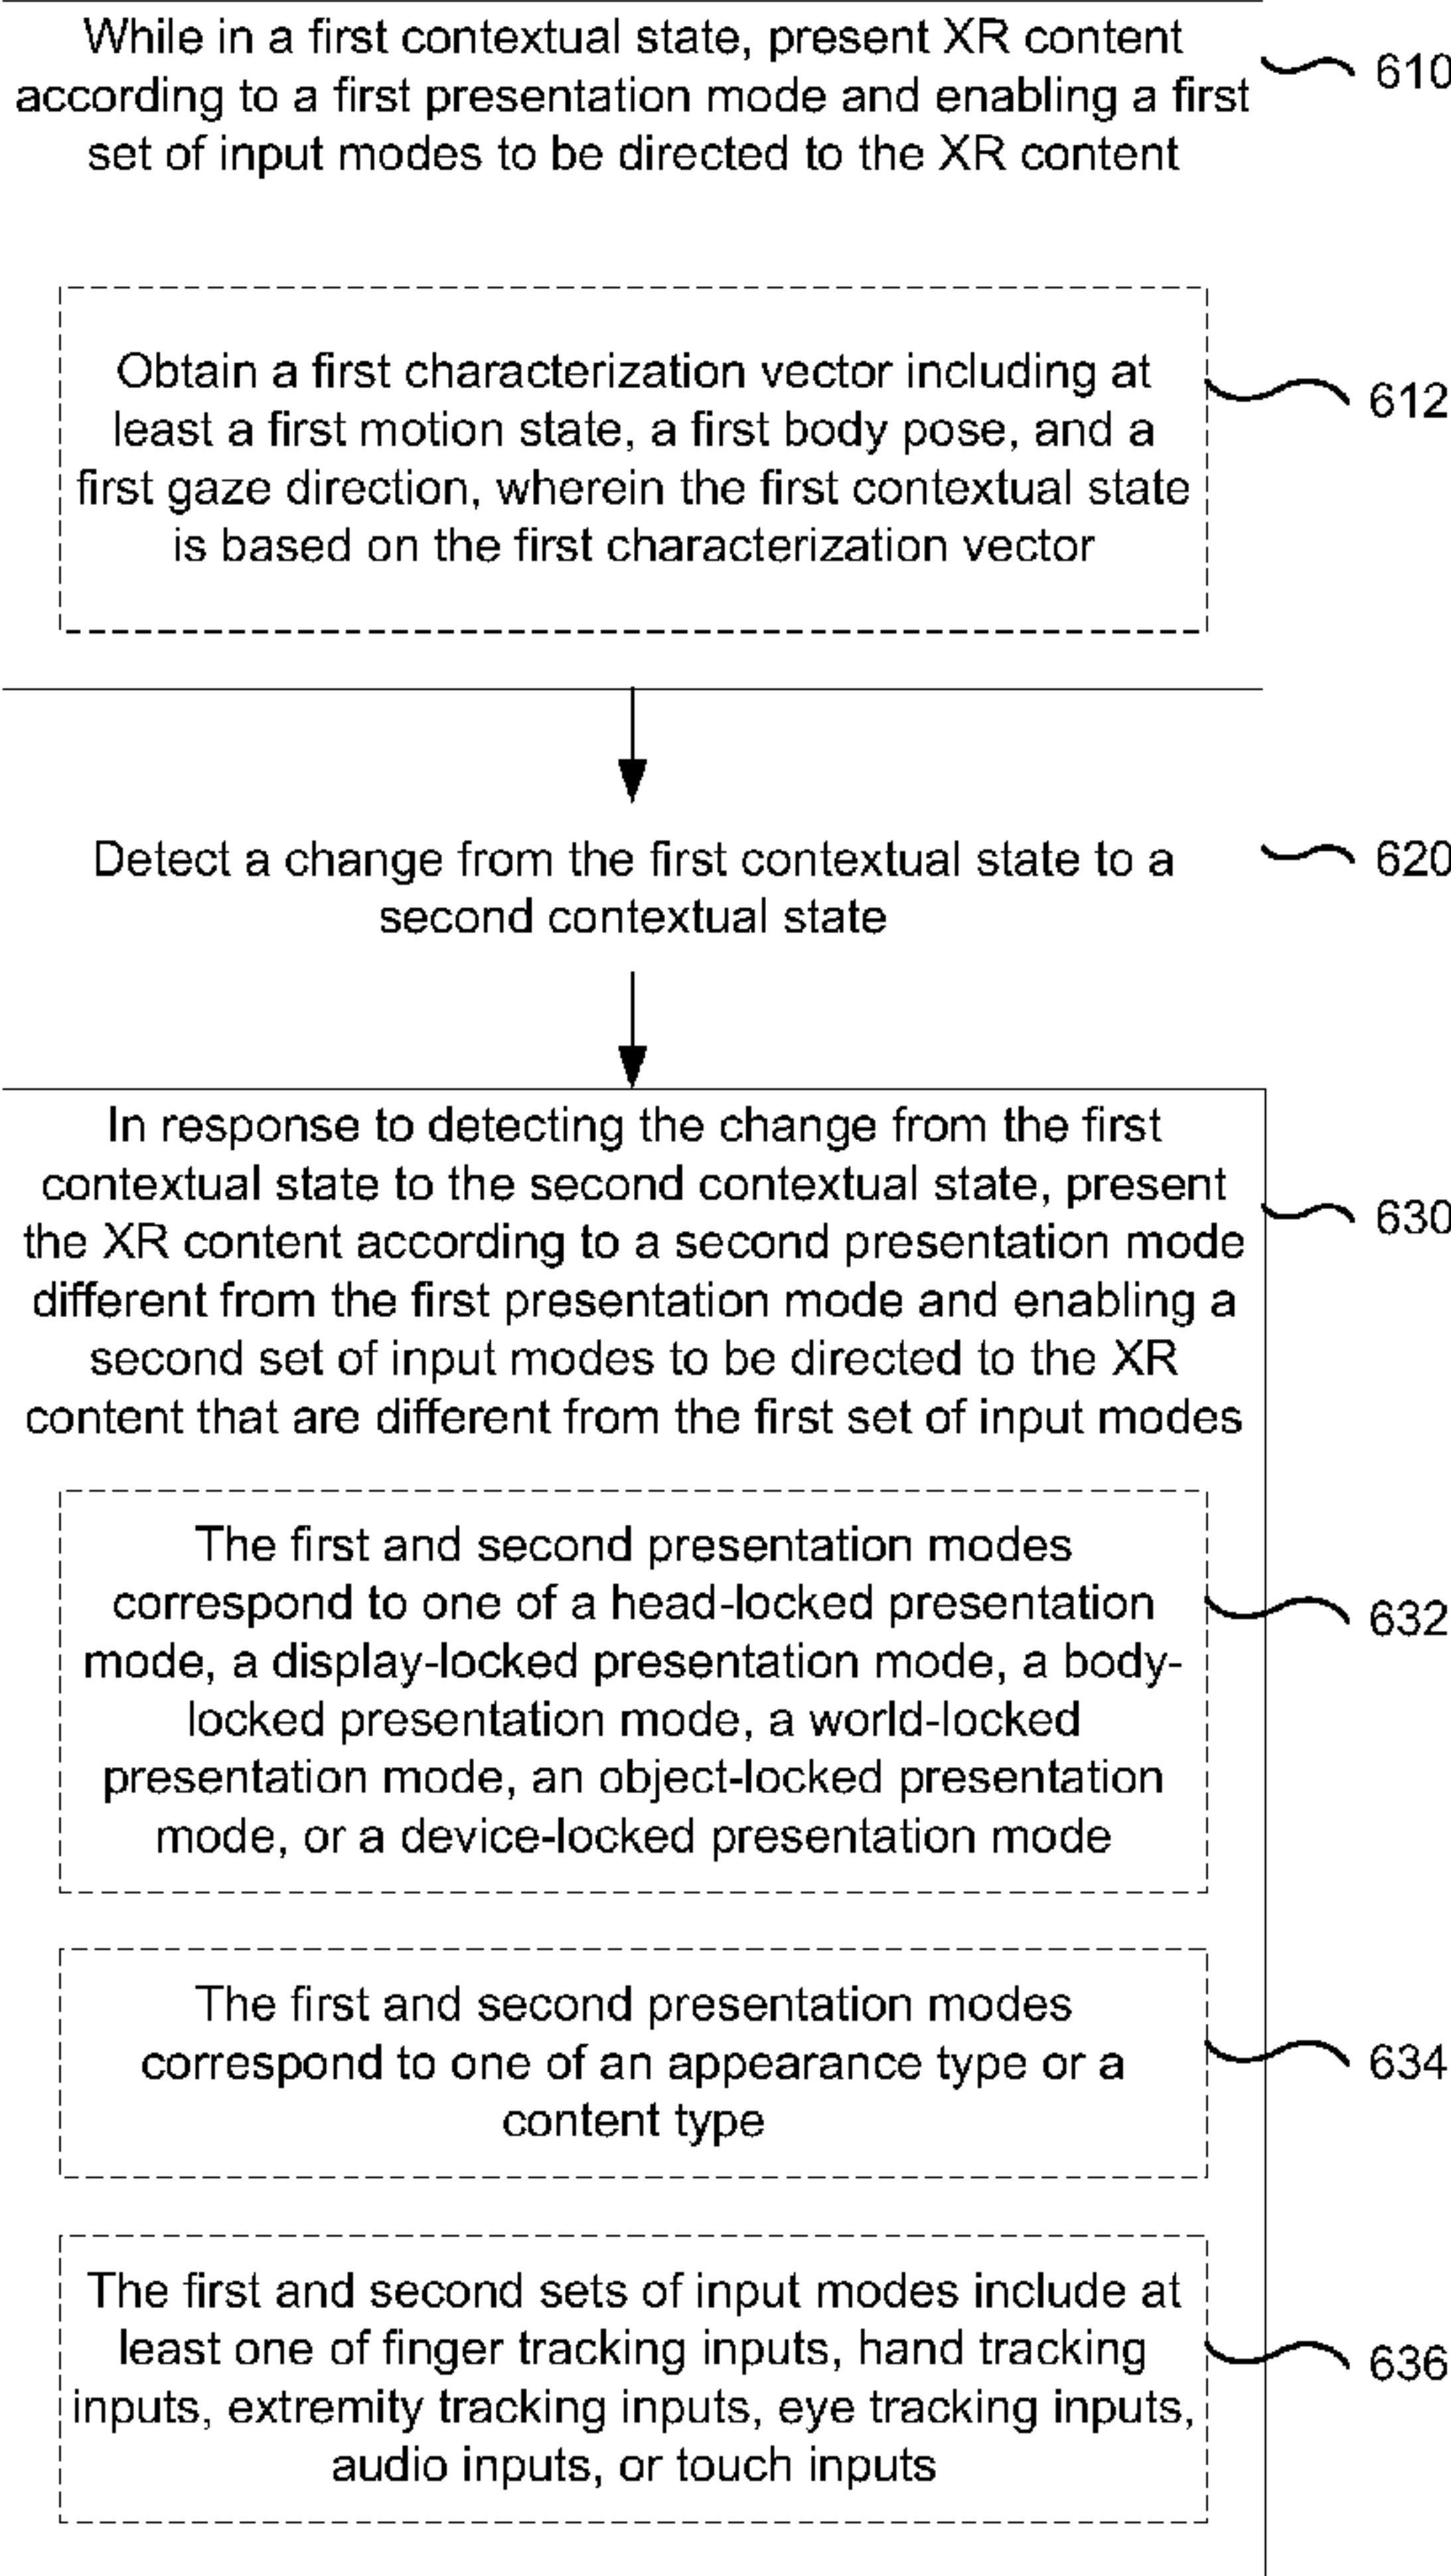 While in a first contextual state, present XR content
according to a first presentation mode and enabling a first
set of input modes to be directed to the XR content
610
Obtain a first characterization vector including at
least a first motion state, a first body pose, and a
first gaze direction, wherein the first contextual state
is based on the first characterization vector
612
Detect a change from the first contextual state to a
second contextual state
620
In response to detecting the change from the first
contextual state to the second contextual state, present
the XR content according to a second presentation mode
different from the first presentation mode and enabling a
second set of input modes to be directed to the XR
content that are different from the first set of input modes
630
The first and second presentation modes
correspond to one of a head-locked presentation
mode, a display-locked presentation mode, a body-
locked presentation mode, a world-locked
presentation mode, an object-locked presentation
mode, or a device-locked presentation mode
632
The first and second presentation modes
correspond to one of an appearance type or a
content type
634
The first and second sets of input modes include at
least one of finger tracking inputs, hand tracking
inputs, extremity tracking inputs, eye tracking inputs,
audio inputs, or touch inputs
636